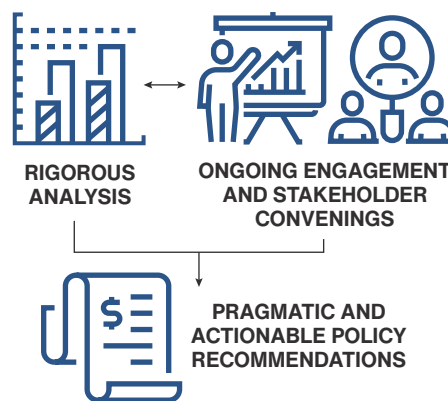 RIGOROUS
ANALYSIS
ONGOING ENGAGEMENT
AND STAKEHOLDER
CONVENINGS
$
PRAGMATIC AND
ACTIONABLE POLICY
RECOMMENDATIONS